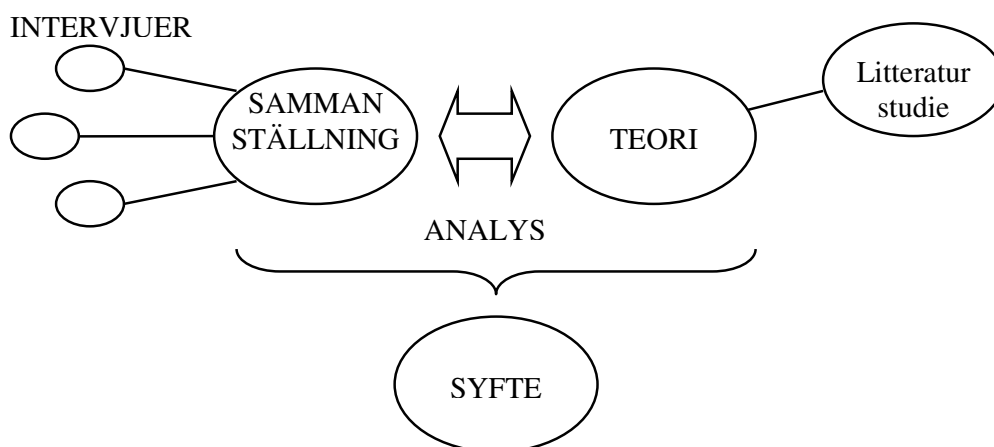 INTERVJUER
SAMMAN
STÄLLNING
TEORI
Litteratur
studie
ANALYS
SYFTE